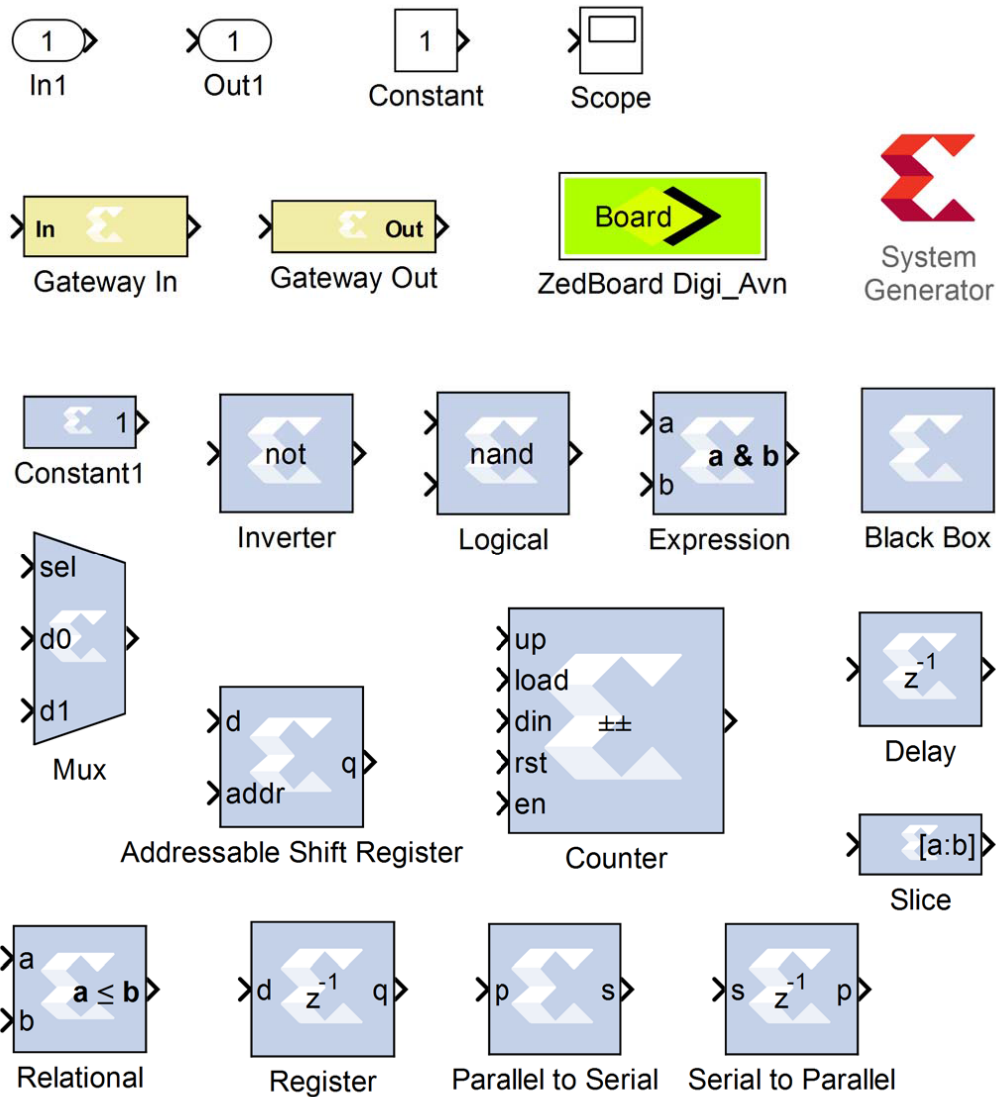 1
In1
1
Out1
1
Constant
Scope
In
Gateway In
Out
Gateway Out
Board
ZedBoard Digi_Avn
System
Generator
1
Constant1
not
Inverter
nand
Logical
a
b
a & b
Expression
Black Box
sel
d0
d1
Mux
d
addr
q
Addressable Shift Register
up
load
din
rst
en
±±
Counter
z-1
Delay
[a:b]
Slice
a
b
a ≤ b
Relational
d
z-1
q
Register
p
s
Parallel to Serial
s
z-1
p
Serial to Parallel